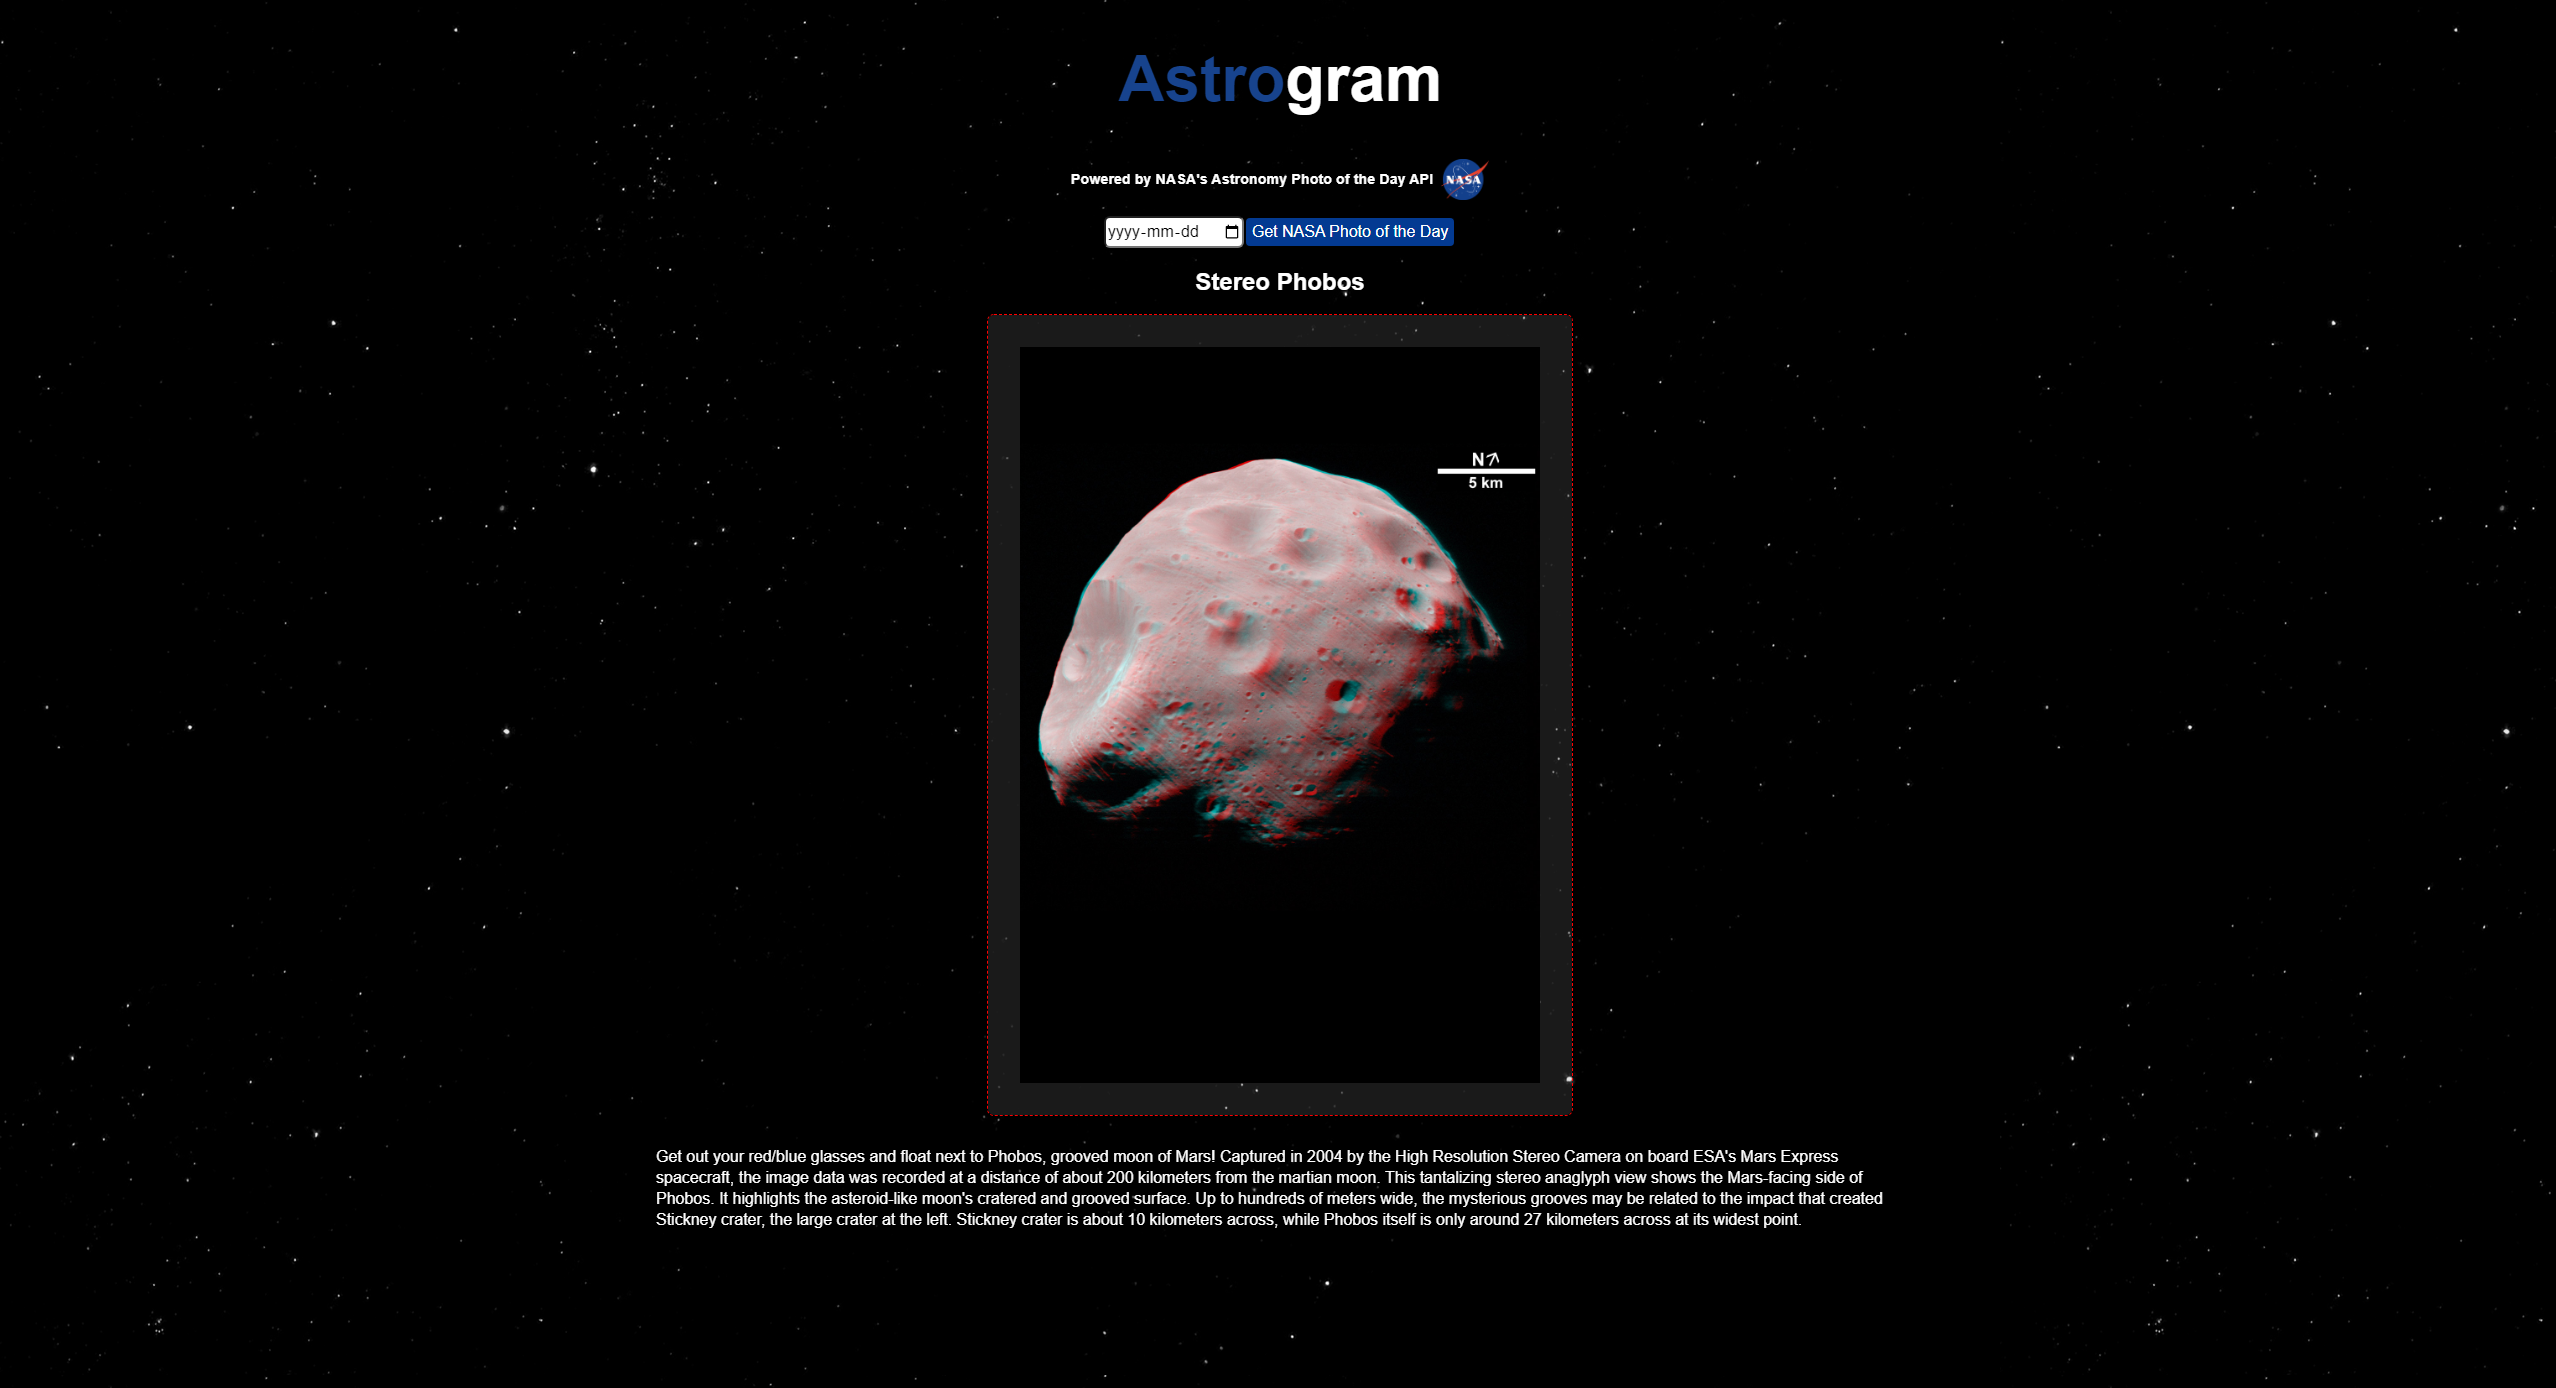 Astrogram
Powered by NASA's Astronomy Photo of the Day API NASA
yyyy-mm-dd Get NASA Photo of the Day
Stereo Phobos
N
5 km
Get out your red/blue glasses and float next to Phobos, grooved moon of Mars! Captured in 2004 by the High Resolution Stereo Camera on board ESA's Mars Express
spacecraft, the image data was recorded at a distance of about 200 kilometers from the martian moon. This tantalizing stereo anaglyph view shows the Mars-facing side of
Phobos. It highlights the asteroid-like moon's cratered and grooved surface. Up to hundreds of meters wide, the mysterious grooves may be related to the impact that created
Stickney crater, the large crater at the left. Stickney crater is about 10 kilometers across, while Phobos itself is only around 27 kilometers across at its widest point.